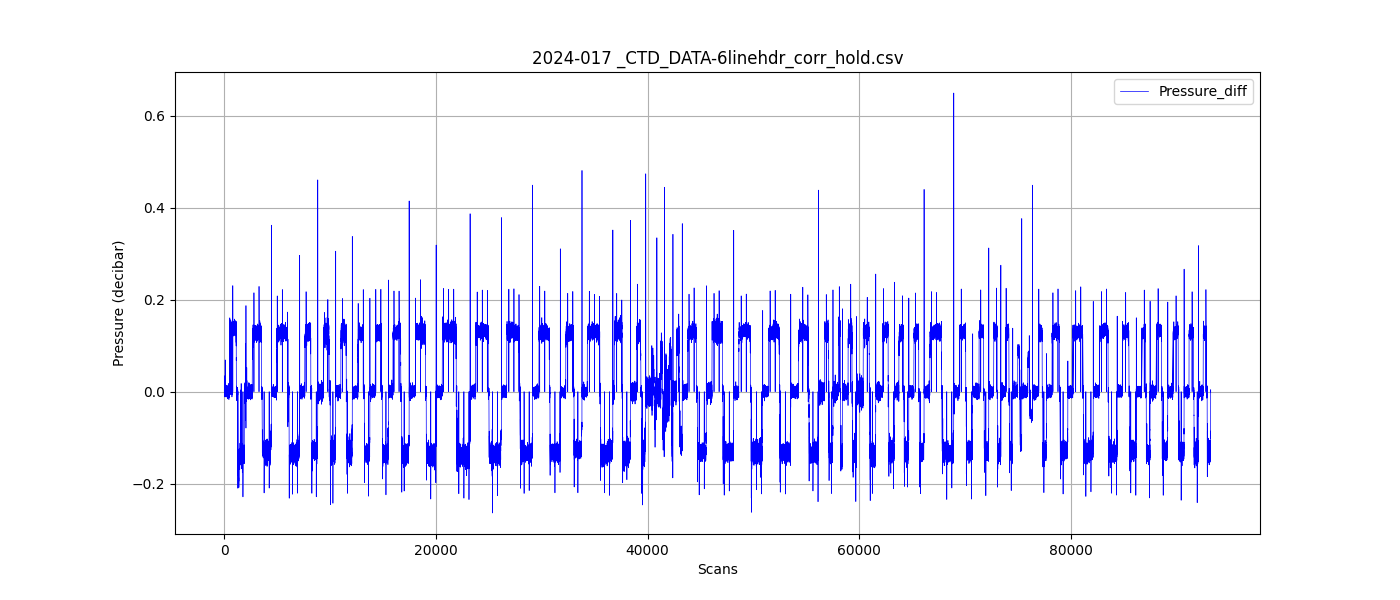 2024-017 _CTD_DATA-6linehdr_corr_hold.csv
Pressure_diff
0.6
0.4
0.2
0.0
−0.2
Pressure (decibar)
0 20000 40000 60000 80000
Scans